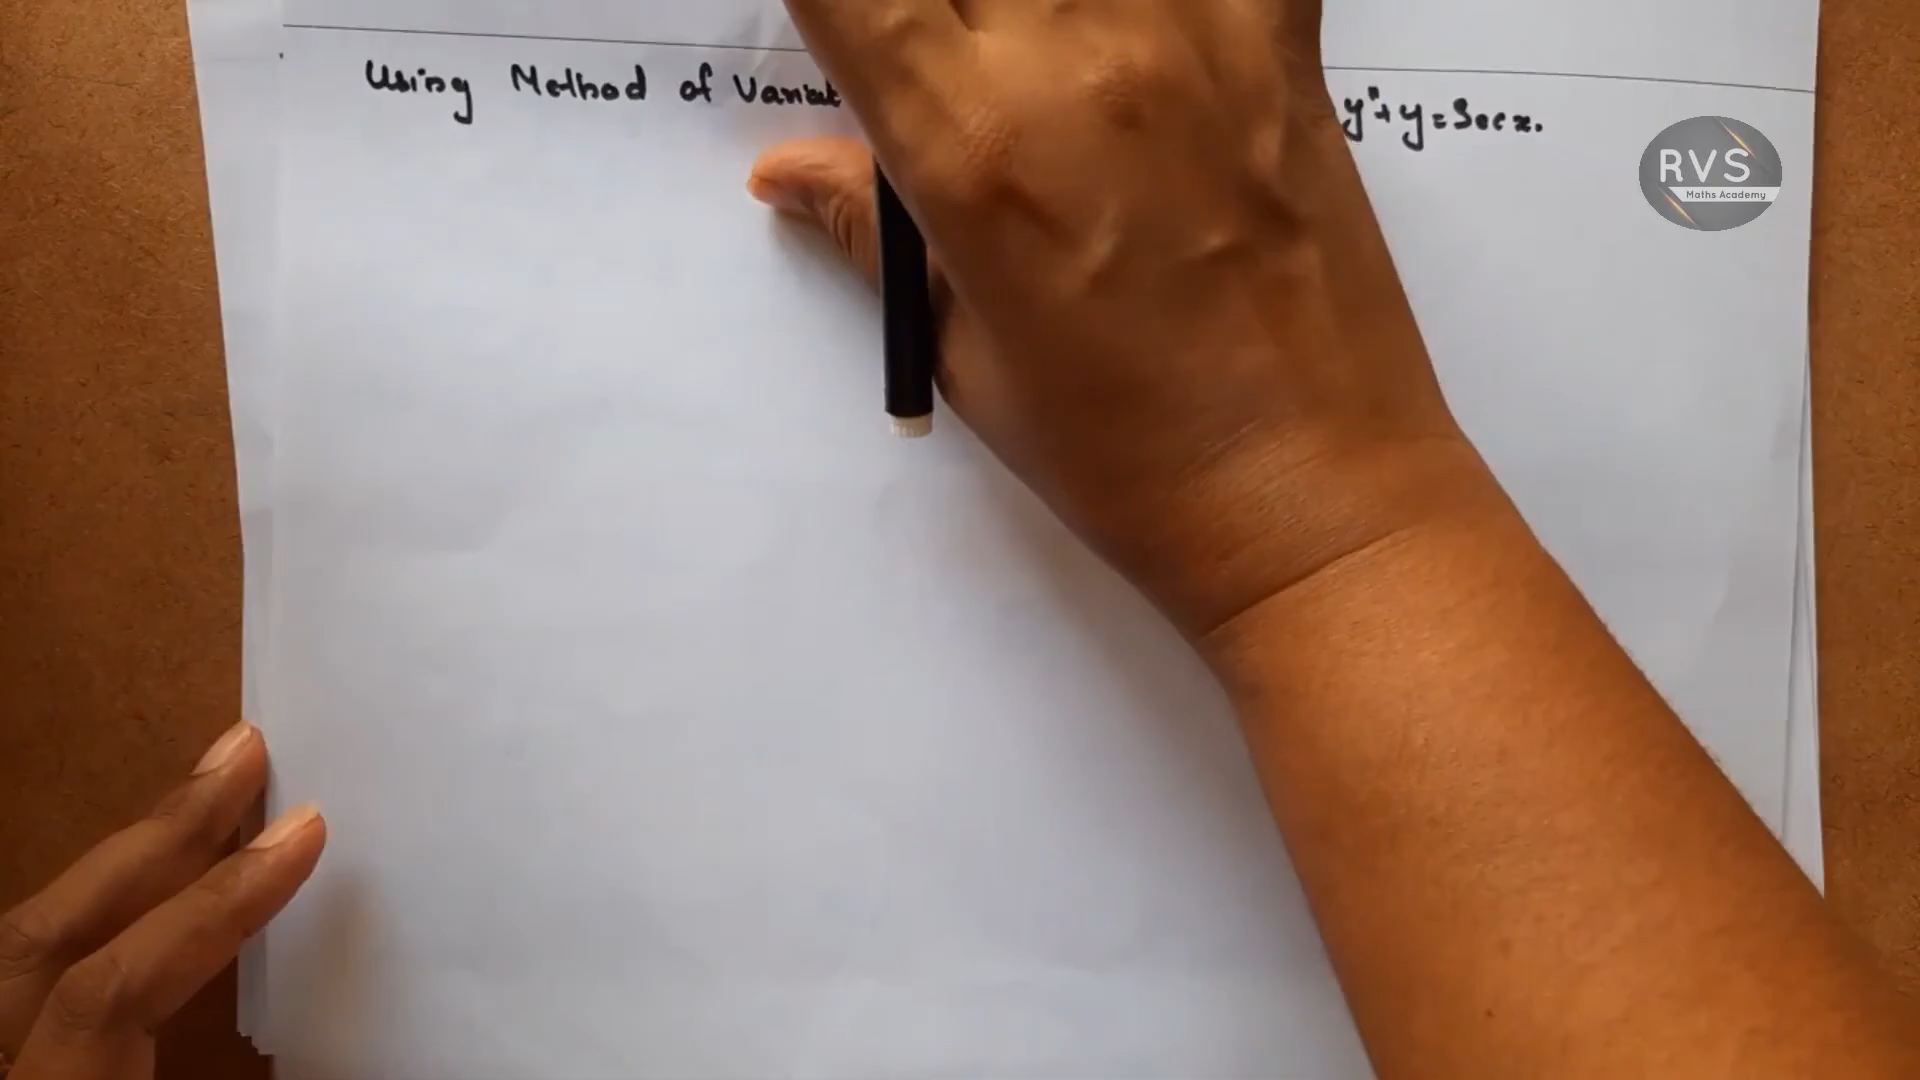 Using Method of Variat y"+y=Secx.
RVS
Maths Academy